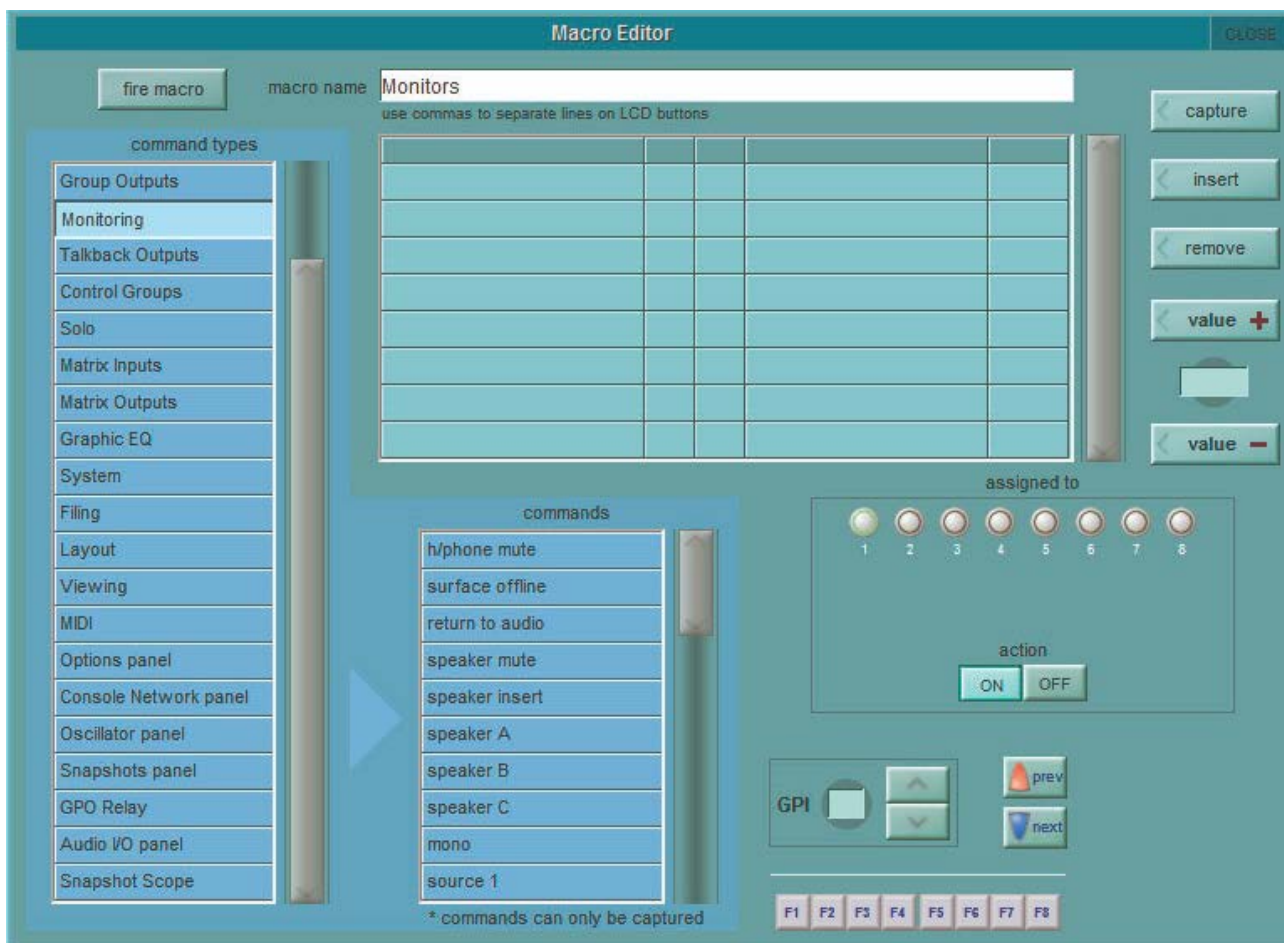 Macro Editor
CLOSE
fire macro
macro name
Monitors
use commas to separate lines on LCD buttons
capture
insert
remove
value +
value −
command types
Group Outputs
Monitoring
Talkback Outputs
Control Groups
Solo
Matrix Inputs
Matrix Outputs
Graphic EQ
System
Filing
Layout
Viewing
MIDI
Options panel
Console Network panel
Oscillator panel
Snapshots panel
GPO Relay
Audio I/O panel
Snapshot Scope
commands
h/phone mute
surface offline
return to audio
speaker mute
speaker insert
speaker A
speaker B
speaker C
mono
source 1
* commands can only be captured
assigned to
1 2 3 4 5 6 7 8
action
ON OFF
GPI
prev
next
F1 F2 F3 F4 F5 F6 F7 F8